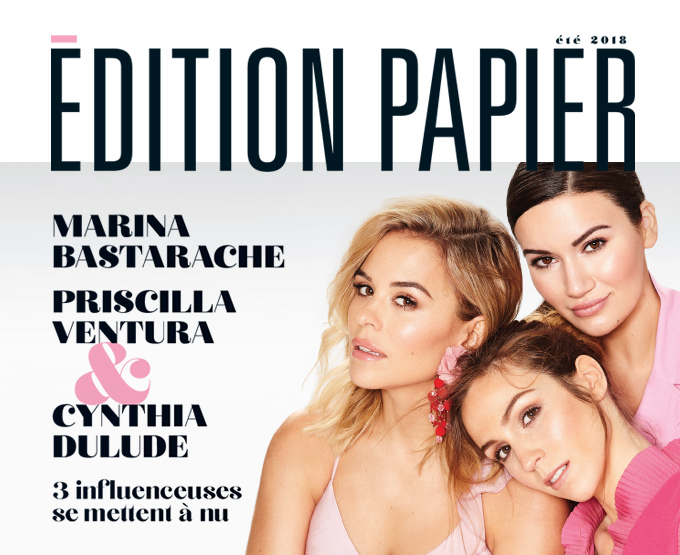 été 2018
ÉDITION PAPIER
MARINA
BASTARACHE
PRISCILLA
VENTURA
&
CYNTHIA
DULUDE
3 influenceuses
se mettent à nu